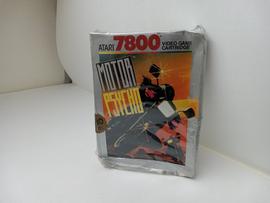 ATARI 7800 VIDEO GAME CARTRIDGE
MOTOR
PSYCHO